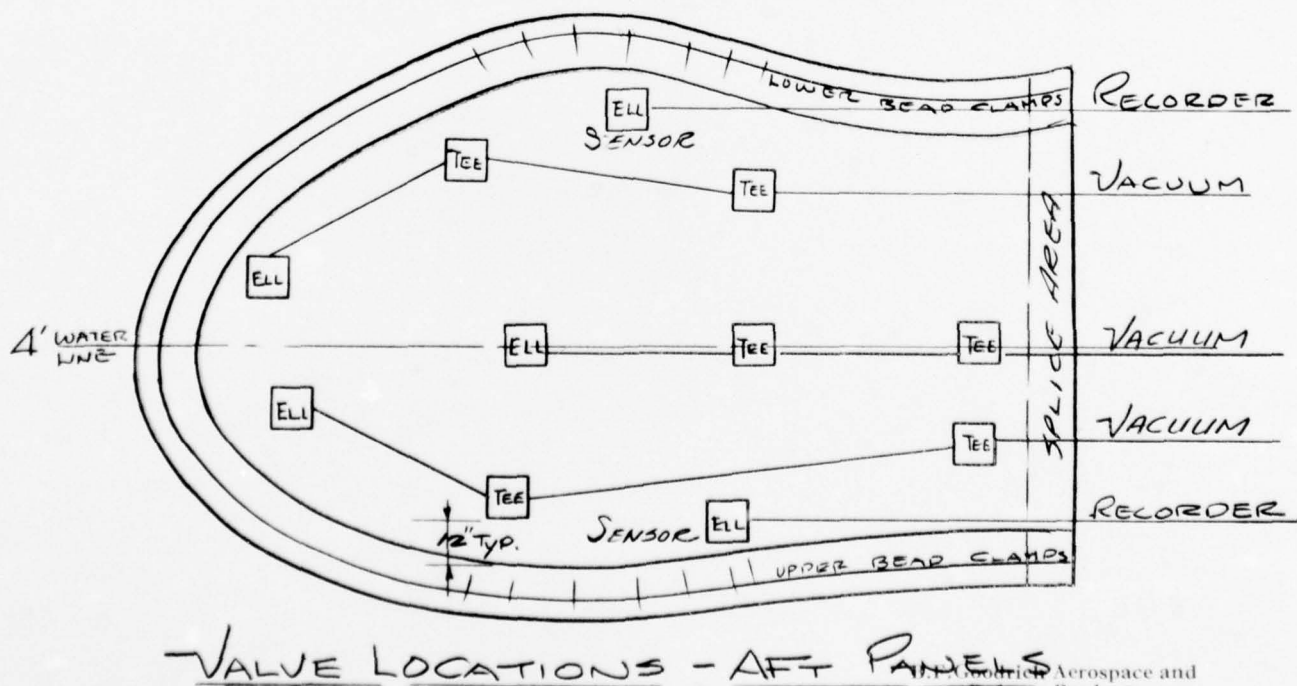 LOWER BEAD CLAMPS
RECORDER
ELL
SENSOR
TEE
TEE
VACUUM
ELL
SPLICE AREA
4' WATER
LINE
ELL
TEE
TEE
VACUUM
ELL
TEE
VACUUM
TEE
12" TYP.
SENSOR
ELL
RECORDER
UPPER BEAD CLAMPS
VALVE LOCATIONS - AFT PANELS
Goodrich Aerospace and